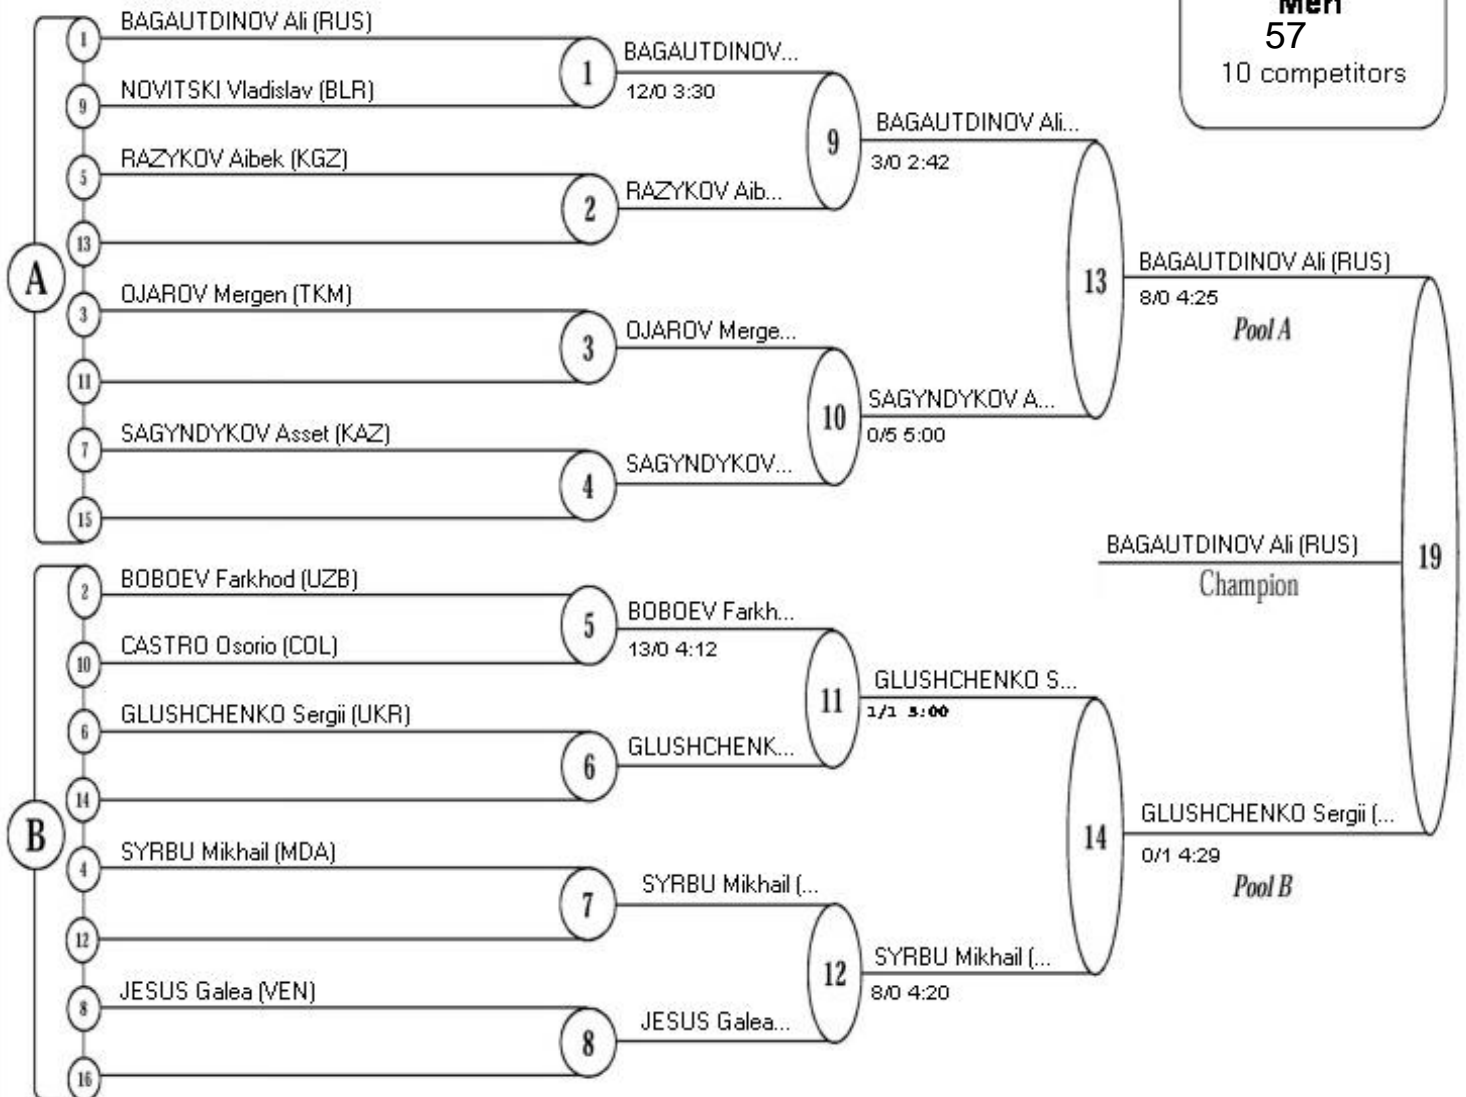 Men
57
10 competitors
A
1
BAGAUTDINOV Ali (RUS)
9
NOVITSKI Vladislav (BLR)
5
RAZYKOV Aibek (KGZ)
13
3
OJAROV Mergen (TKM)
11
7
SAGYNDYKOV Asset (KAZ)
15
1
BAGAUTDINOV...
12/0 3:30
2
RAZYKOV Aib...
3
OJAROV Merge...
4
SAGYNDYKOV...
9
BAGAUTDINOV Ali...
3/0 2:42
10
SAGYNDYKOV A...
0/5 5:00
13
BAGAUTDINOV Ali (RUS)
8/0 4:25
Pool A
B
2
BOBOEV Farkhod (UZB)
10
CASTRO Osorio (COL)
6
GLUSHCHENKO Sergii (UKR)
14
4
SYRBU Mikhail (MDA)
12
8
JESUS Galea (VEN)
16
5
BOBOEV Farkh...
13/0 4:12
6
GLUSHCHENK...
7
SYRBU Mikhail (...
8
JESUS Galea...
11
GLUSHCHENKO S...
1/1 5:00
12
SYRBU Mikhail (...
8/0 4:20
14
GLUSHCHENKO Sergii (...
0/1 4:29
Pool B
19
BAGAUTDINOV Ali (RUS)
Champion